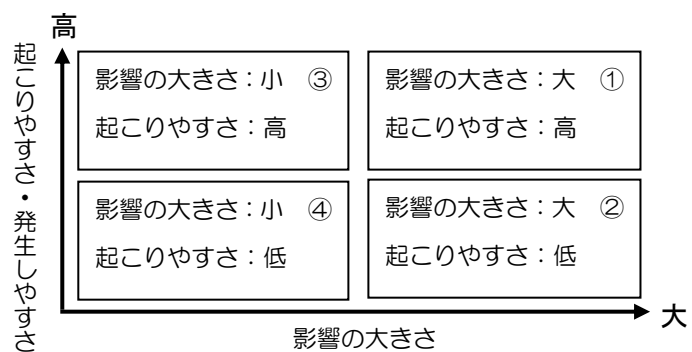 高
起こりやすさ・発生しやすさ
影響の大きさ：小　③
起こりやすさ：高
影響の大きさ：大　①
起こりやすさ：高
影響の大きさ：小　④
起こりやすさ：低
影響の大きさ：大　②
起こりやすさ：低
大
影響の大きさ